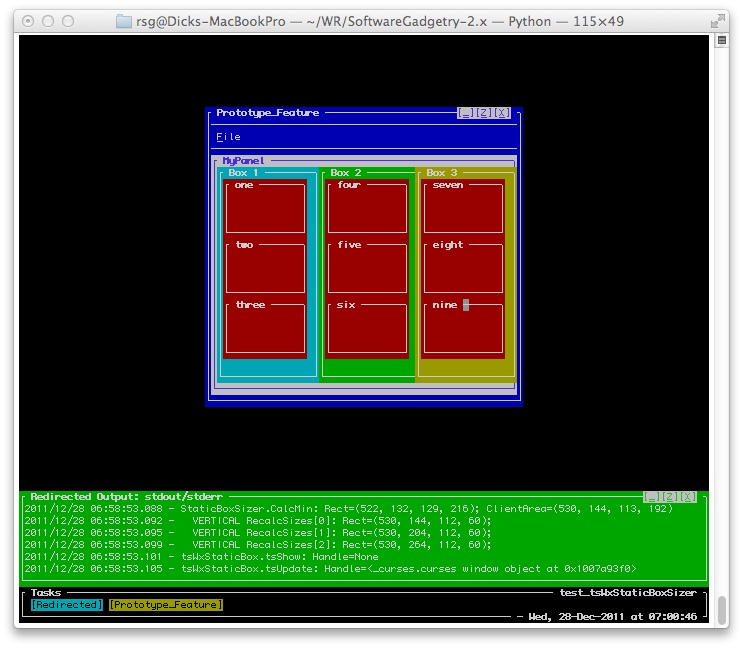 rsg@Dicks-MacBookPro — ~/WR/SoftwareGadgetry-2.x — Python — 115×49
Prototype_Feature [_][Z][X]
File
MyPanel
Box 1 Box 2 Box 3
one four seven
two five eight
three six nine
Redirected Output: stdout/stderr [_][Z][X]
2011/12/28 06:58:53.088 - StaticBoxSizer.CalcMin: Rect=(522, 132, 129, 216); ClientArea=(530, 144, 113, 192)
2011/12/28 06:58:53.092 - VERTICAL RecalcSizes[0]: Rect=(530, 144, 112, 60);
2011/12/28 06:58:53.095 - VERTICAL RecalcSizes[1]: Rect=(530, 204, 112, 60);
2011/12/28 06:58:53.099 - VERTICAL RecalcSizes[2]: Rect=(530, 264, 112, 60);
2011/12/28 06:58:53.101 - tsWxStaticBox.tsShow: Handle=None
2011/12/28 06:58:53.105 - tsWxStaticBox.tsUpdate: Handle=<_curses.curses window object at 0x1007a93f0>
Tasks test_tsWxStaticBoxSizer
[Redirected] [Prototype_Feature]
- Wed, 28-Dec-2011 at 07:00:46